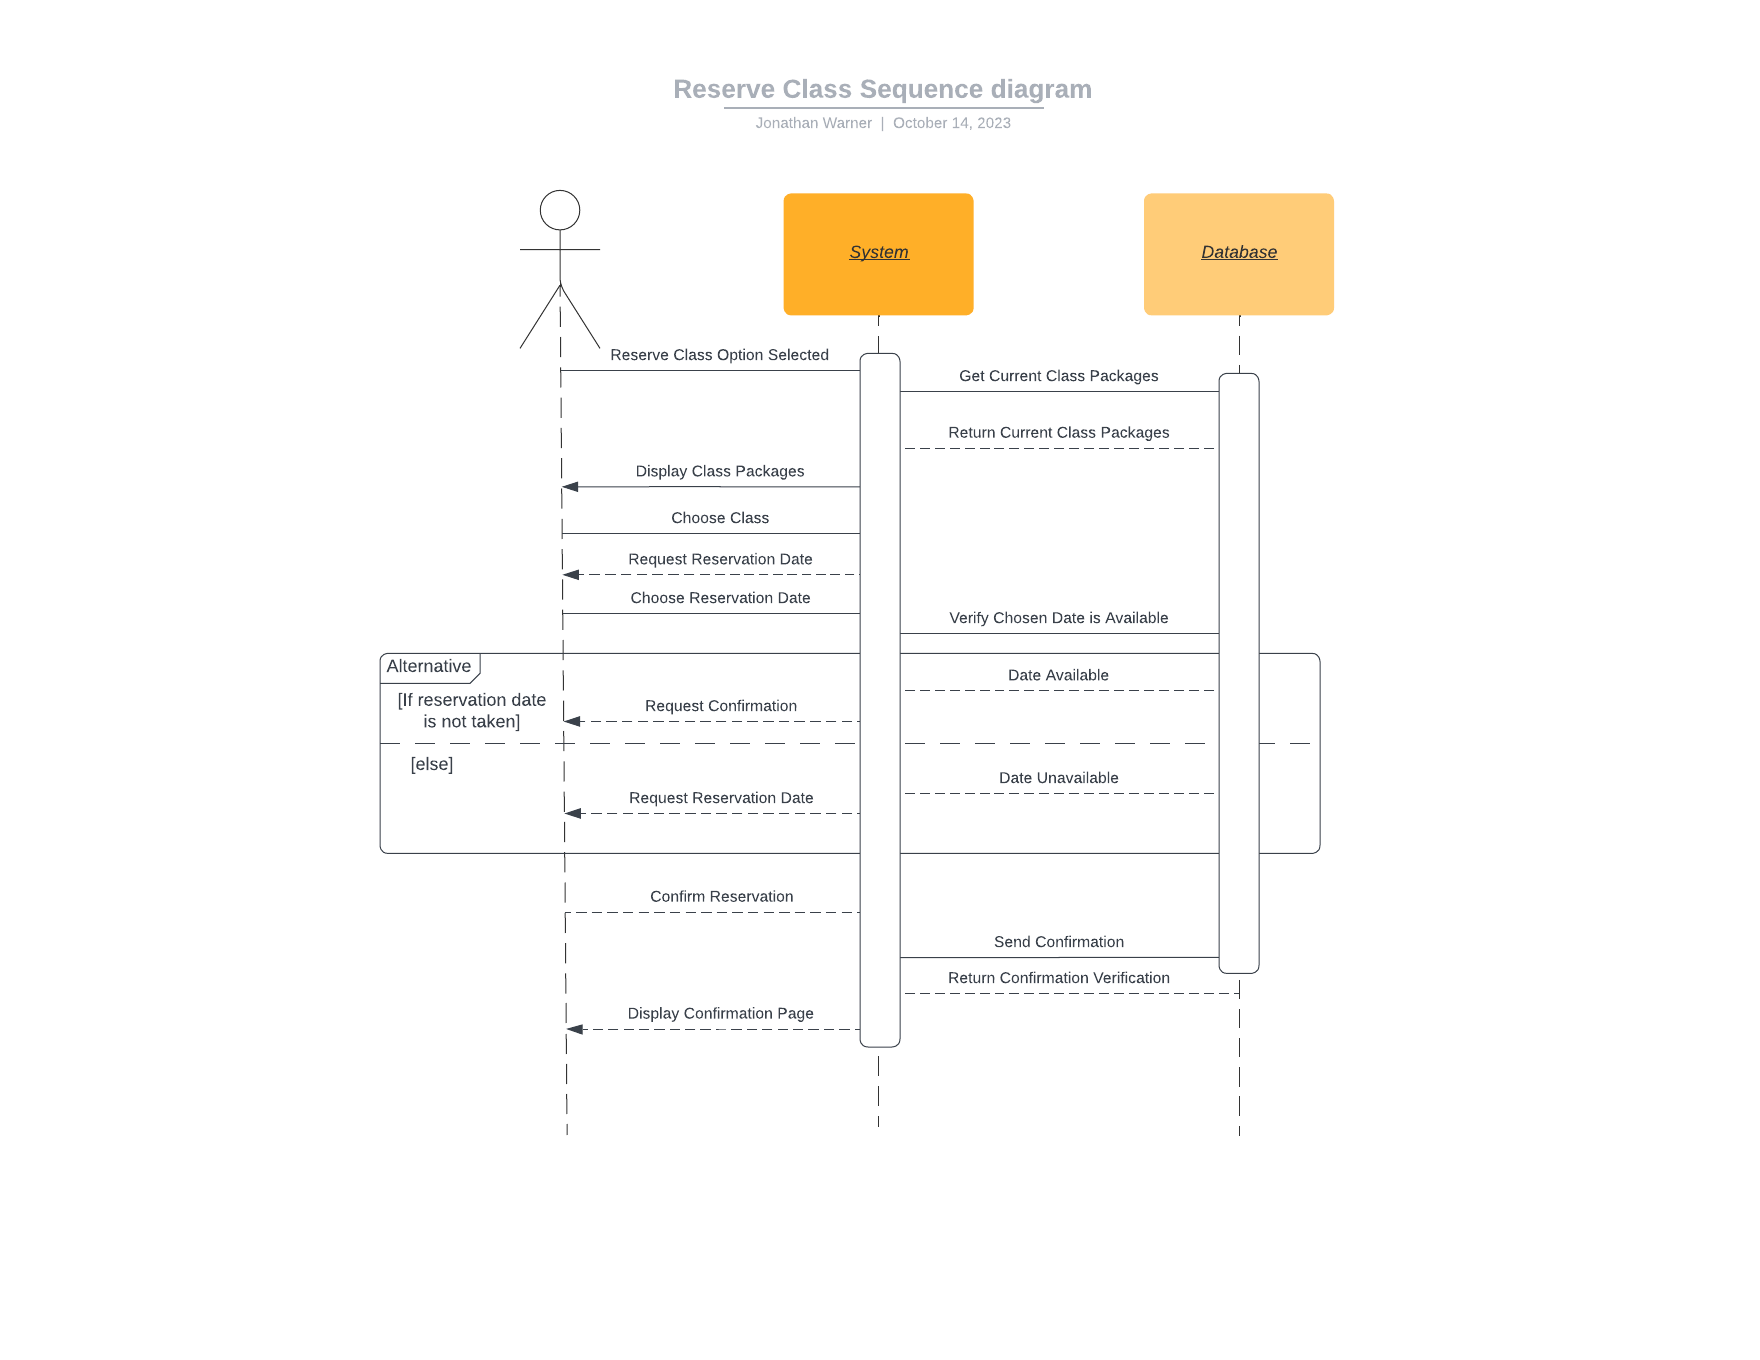 Reserve Class Sequence diagram
Jonathan Warner | October 14, 2023
System
Database
Reserve Class Option Selected
Get Current Class Packages
Return Current Class Packages
Display Class Packages
Choose Class
Request Reservation Date
Choose Reservation Date
Verify Chosen Date is Available
Alternative
Date Available
[If reservation date
is not taken]
Request Confirmation
[else]
Date Unavailable
Request Reservation Date
Confirm Reservation
Send Confirmation
Return Confirmation Verification
Display Confirmation Page